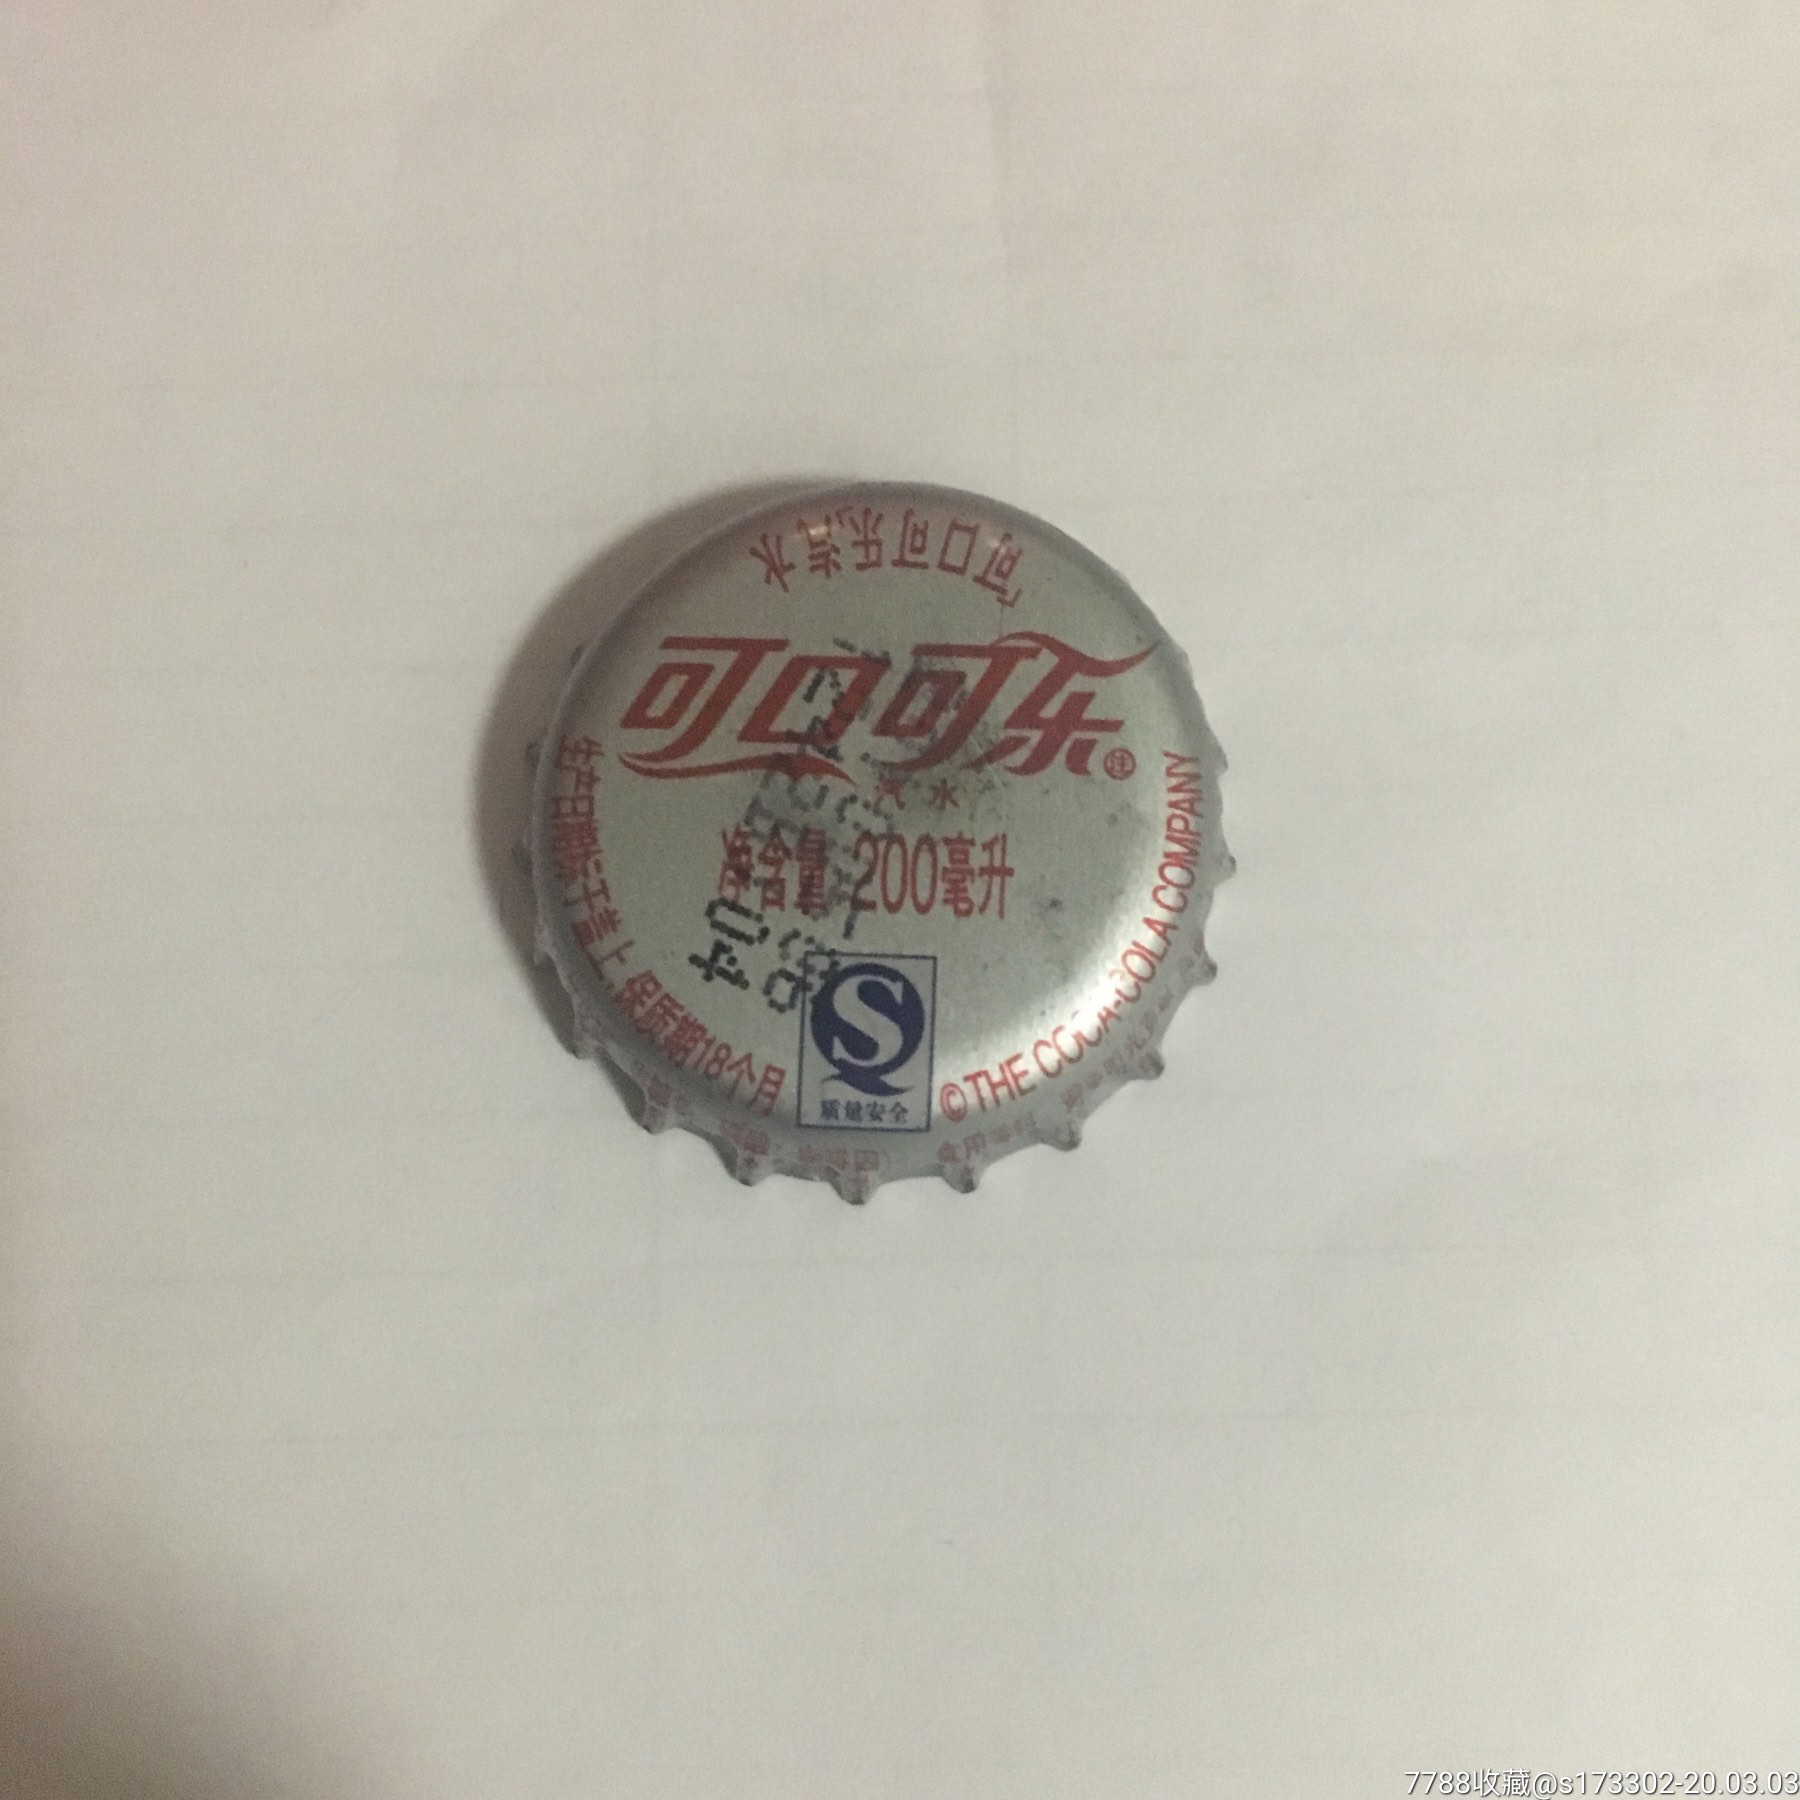 「可口可乐」汽水
可口可乐
注
汽水
含量 200毫升
生产日期标于盖上，保质期18个月
质量安全
© THE COCA-COLA COMPANY
7788收藏@s173302-20.03.03